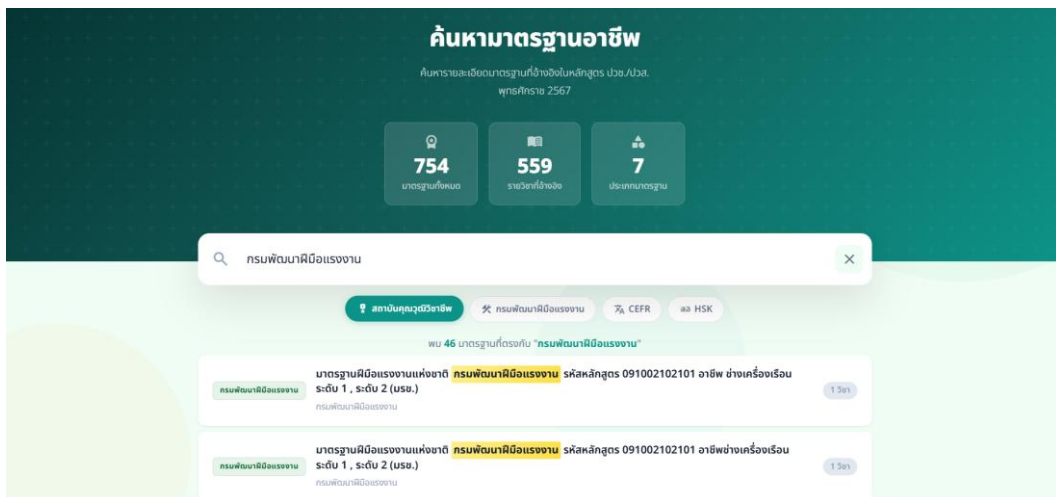 ค้นหามาตรฐานอาชีพ
ค้นหารายละเอียดมาตรฐานที่อ้างอิงในหลักสูตร ปวช./ปวส.
พุทธศักราช 2567
754
มาตรฐานทั้งหมด
559
รายวิชาที่อ้างอิง
7
ประเภทมาตรฐาน
กรมพัฒนาฝีมือแรงงาน
สถาบันคุณวุฒิวิชาชีพ
กรมพัฒนาฝีมือแรงงาน
CEFR
HSK
พบ 46 มาตรฐานที่ตรงกับ "กรมพัฒนาฝีมือแรงงาน"
กรมพัฒนาฝีมือแรงงาน
มาตรฐานฝีมือแรงงานแห่งชาติ กรมพัฒนาฝีมือแรงงาน รหัสหลักสูตร 091002102101 อาชีพ ช่างเครื่องเรือน
ระดับ 1 , ระดับ 2 (มรช.)
กรมพัฒนาฝีมือแรงงาน
1 วิชา
กรมพัฒนาฝีมือแรงงาน
มาตรฐานฝีมือแรงงานแห่งชาติ กรมพัฒนาฝีมือแรงงาน รหัสหลักสูตร 091002102101 อาชีพช่างเครื่องเรือน
ระดับ 1 , ระดับ 2 (มรช.)
กรมพัฒนาฝีมือแรงงาน
1 วิชา